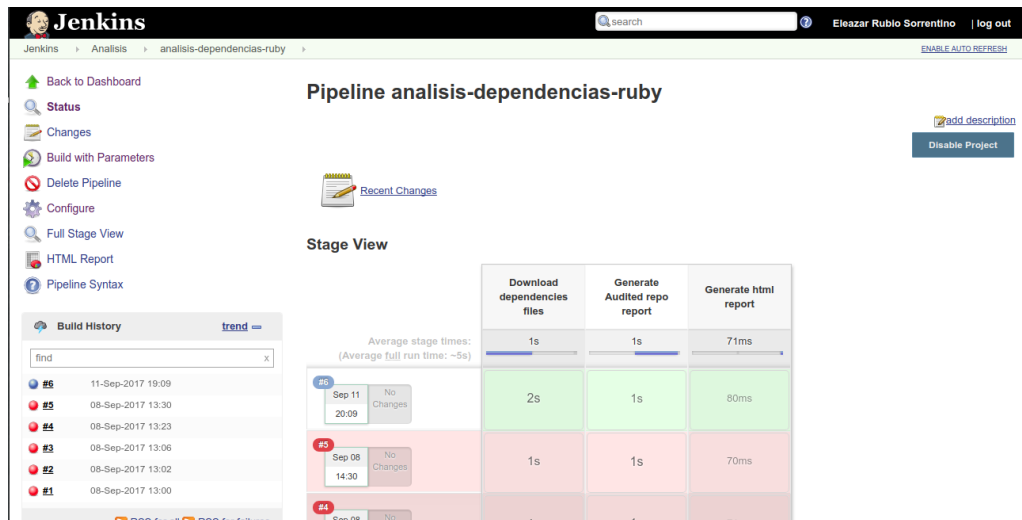 Jenkins
search
Eleazar Rubio Sorrentino | log out
Jenkins Analisis analisis-dependencias-ruby
ENABLE AUTO REFRESH
Back to Dashboard
Status
Changes
Build with Parameters
Delete Pipeline
Configure
Full Stage View
HTML Report
Pipeline Syntax
Build History trend
find x
#6 11-Sep-2017 19:09
#5 08-Sep-2017 13:30
#4 08-Sep-2017 13:23
#3 08-Sep-2017 13:06
#2 08-Sep-2017 13:02
#1 08-Sep-2017 13:00
Pipeline analisis-dependencias-ruby
add description
Disable Project
Recent Changes
Stage View
Download
dependencies
files
Generate
Audited repo
report
Generate html
report
Average stage times:
(Average full run time: ~5s)
1s 1s 71ms
#6
Sep 11
20:09
No
Changes
2s 1s 80ms
#5
Sep 08
14:30
No
Changes
1s 1s 70ms
#4
Sep 08
No